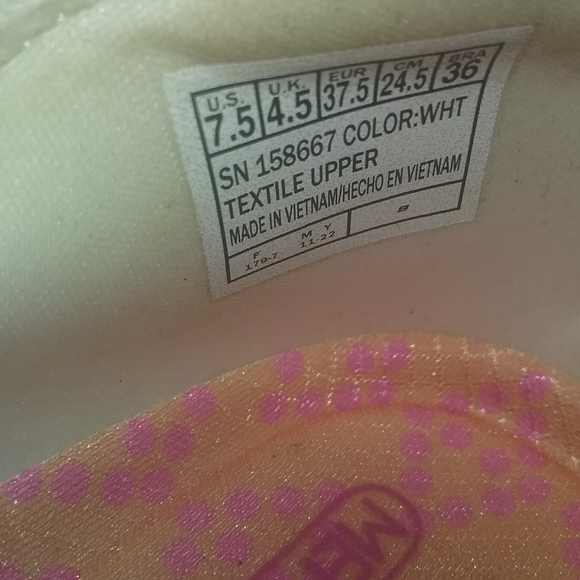 U.S. U.K. EUR CM BRA
7.5 4.5 37.5 24.5 36
SN 158667 COLOR:WHT
TEXTILE UPPER
MADE IN VIETNAM/HECHO EN VIETNAM
F M Y 8
179-7 11-22